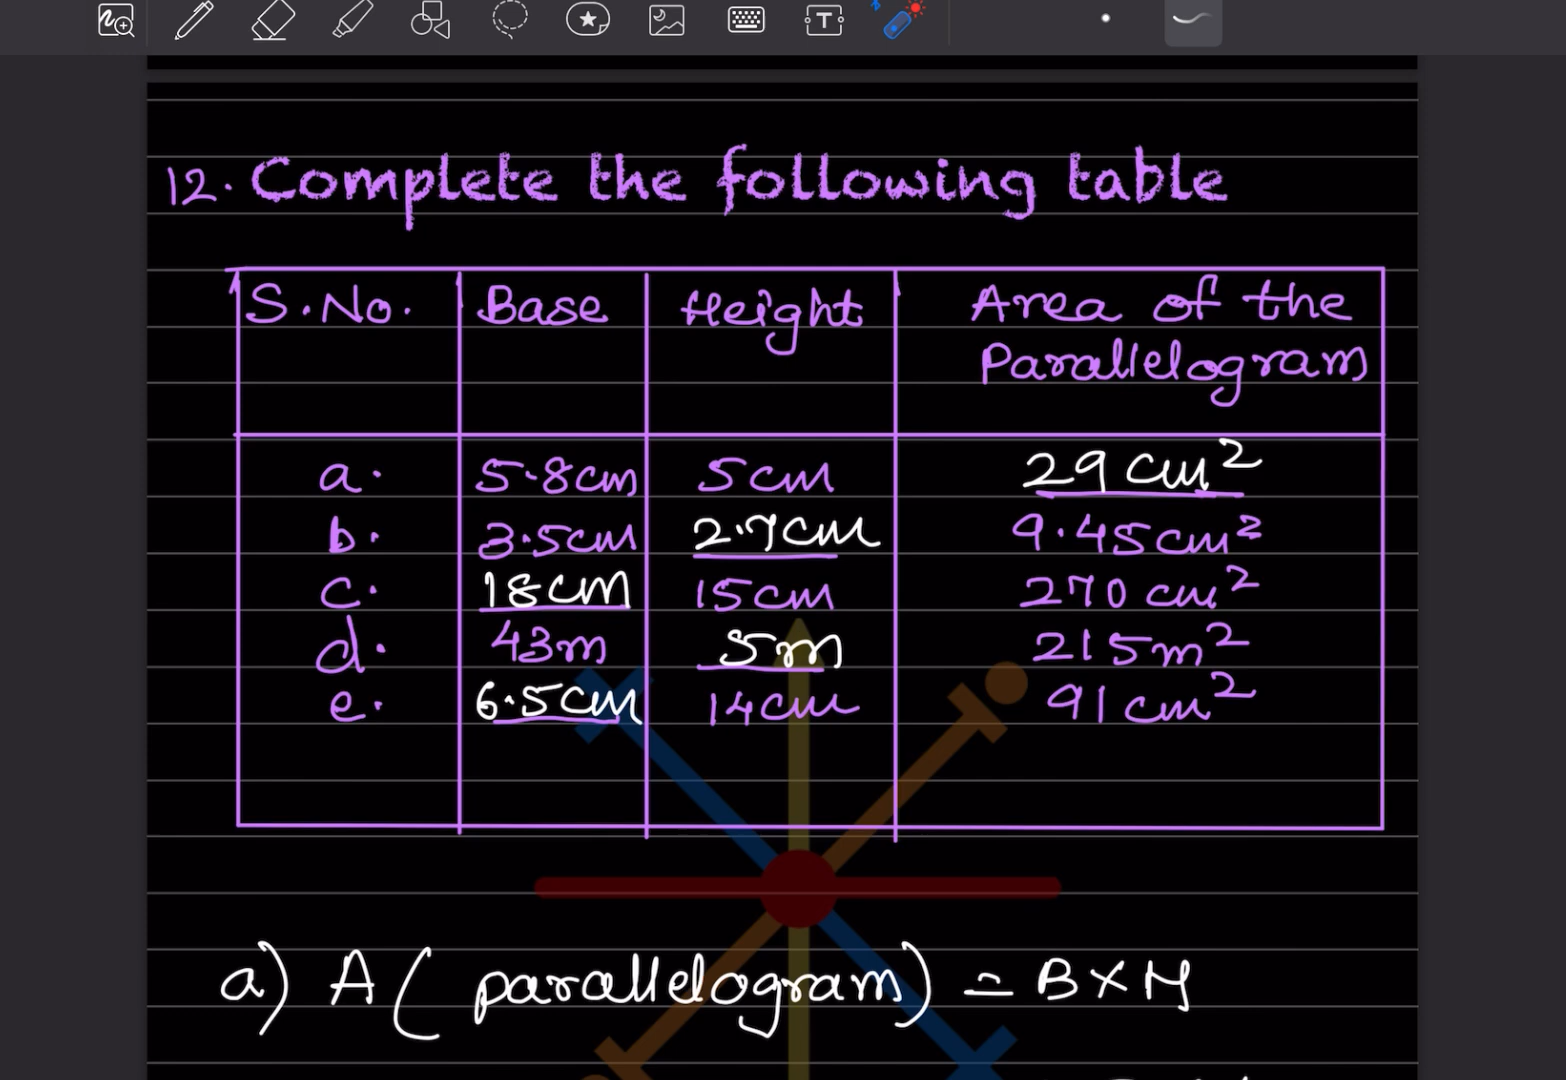 12. Complete the following table
S.No. Base Height Area of the
Parallelogram
a. 5.8cm 5cm 29 cm²
b. 3.5cm 2.7cm 9.45cm²
c. 18cm 15cm 270 cm²
d. 43m 5m 215m²
e. 6.5cm 14cm 91 cm²
a) A( parallelogram) = B×H